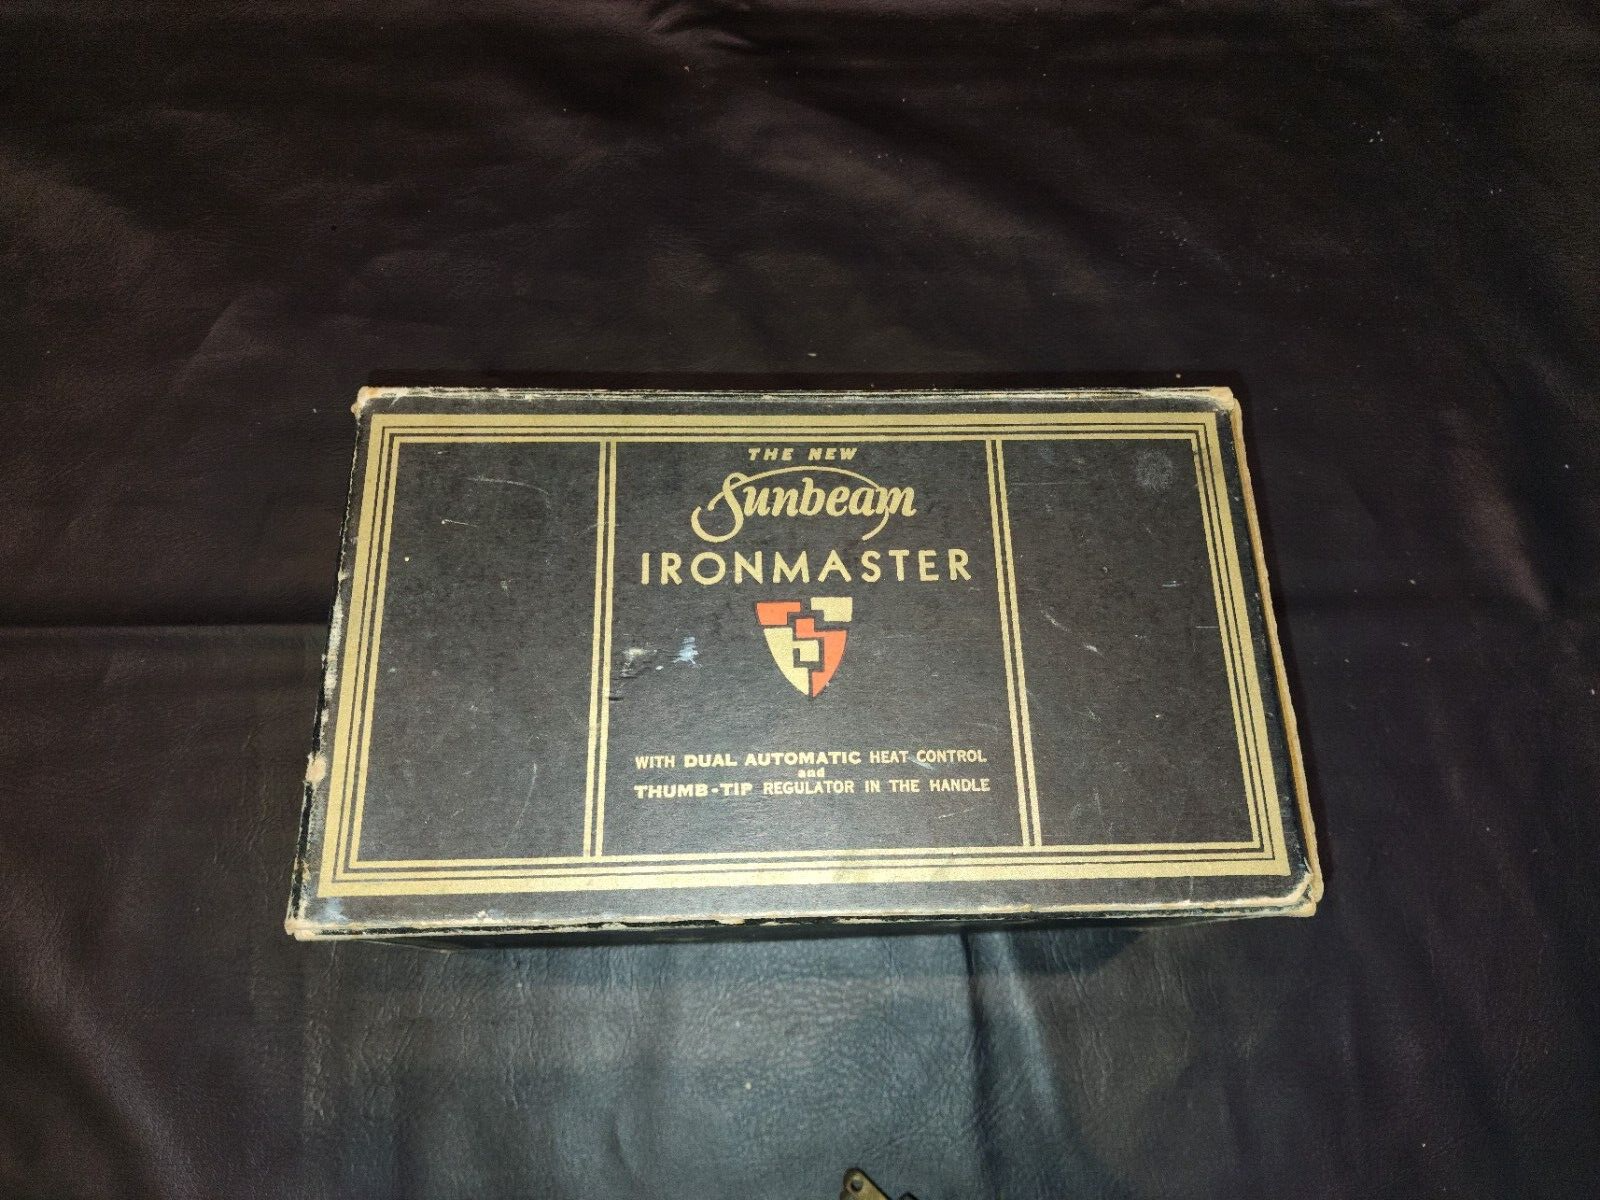 THE NEW
Sunbeam
IRONMASTER
WITH DUAL AUTOMATIC HEAT CONTROL
and
THUMB-TIP REGULATOR IN THE HANDLE